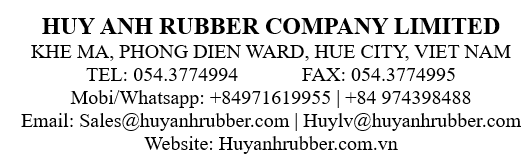 HUY ANH RUBBER COMPANY LIMITED
KHE MA, PHONG DIEN WARD, HUE CITY, VIET NAM
TEL: 054.3774994 FAX: 054.3774995
Mobi/Whatsapp: +84971619955 | +84 974398488
Email: Sales@huyanhrubber.com | Huylv@huyanhrubber.com
Website: Huyanhrubber.com.vn